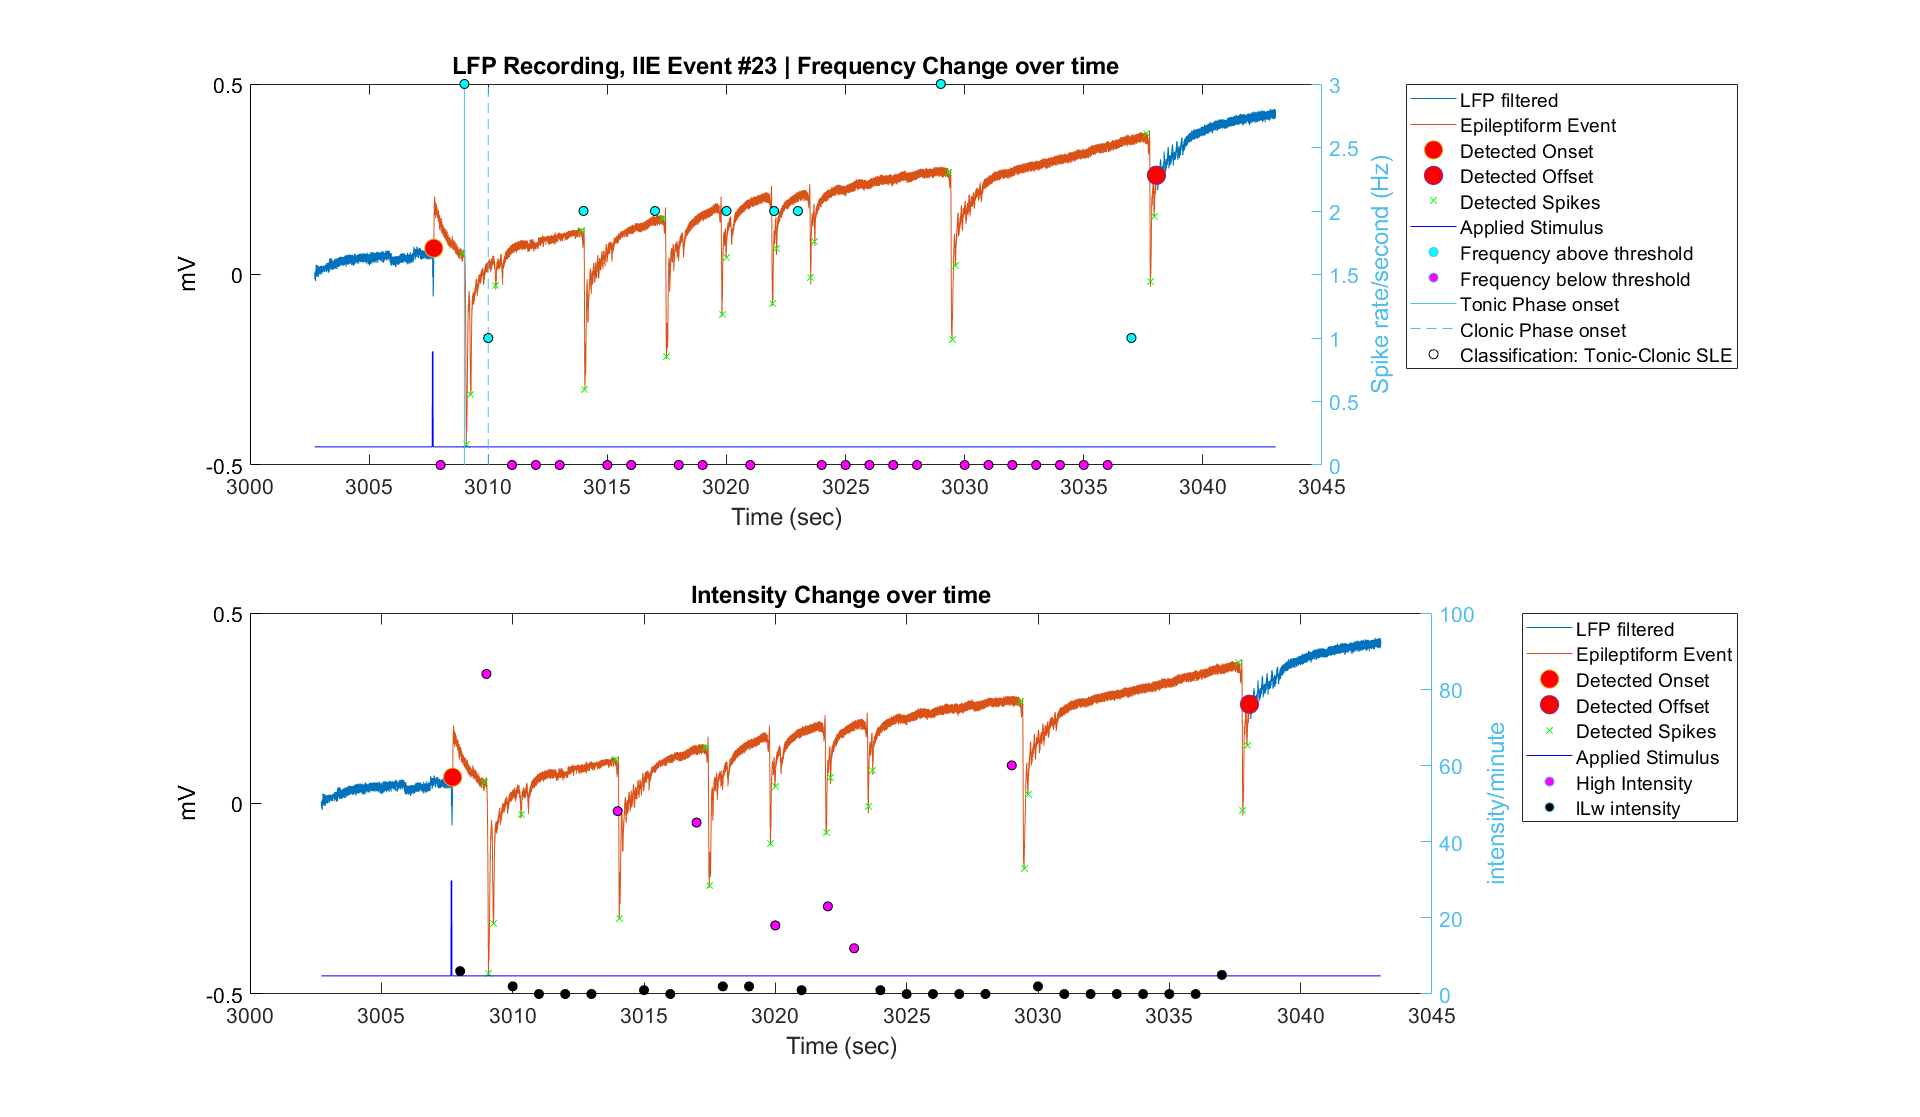 LFP Recording, IIE Event #23 | Frequency Change over time
0.5
0
-0.5
mV
3000 3005 3010 3015 3020 3025 3030 3035 3040 3045
Time (sec)
3
2.5
2
1.5
1
0.5
0
Spike rate/second (Hz)
LFP filtered
Epileptiform Event
Detected Onset
Detected Offset
Detected Spikes
Applied Stimulus
Frequency above threshold
Frequency below threshold
Tonic Phase onset
Clonic Phase onset
Classification: Tonic-Clonic SLE
Intensity Change over time
0.5
0
-0.5
mV
3000 3005 3010 3015 3020 3025 3030 3035 3040 3045
Time (sec)
100
80
60
40
20
0
intensity/minute
LFP filtered
Epileptiform Event
Detected Onset
Detected Offset
Detected Spikes
Applied Stimulus
High Intensity
lLw intensity